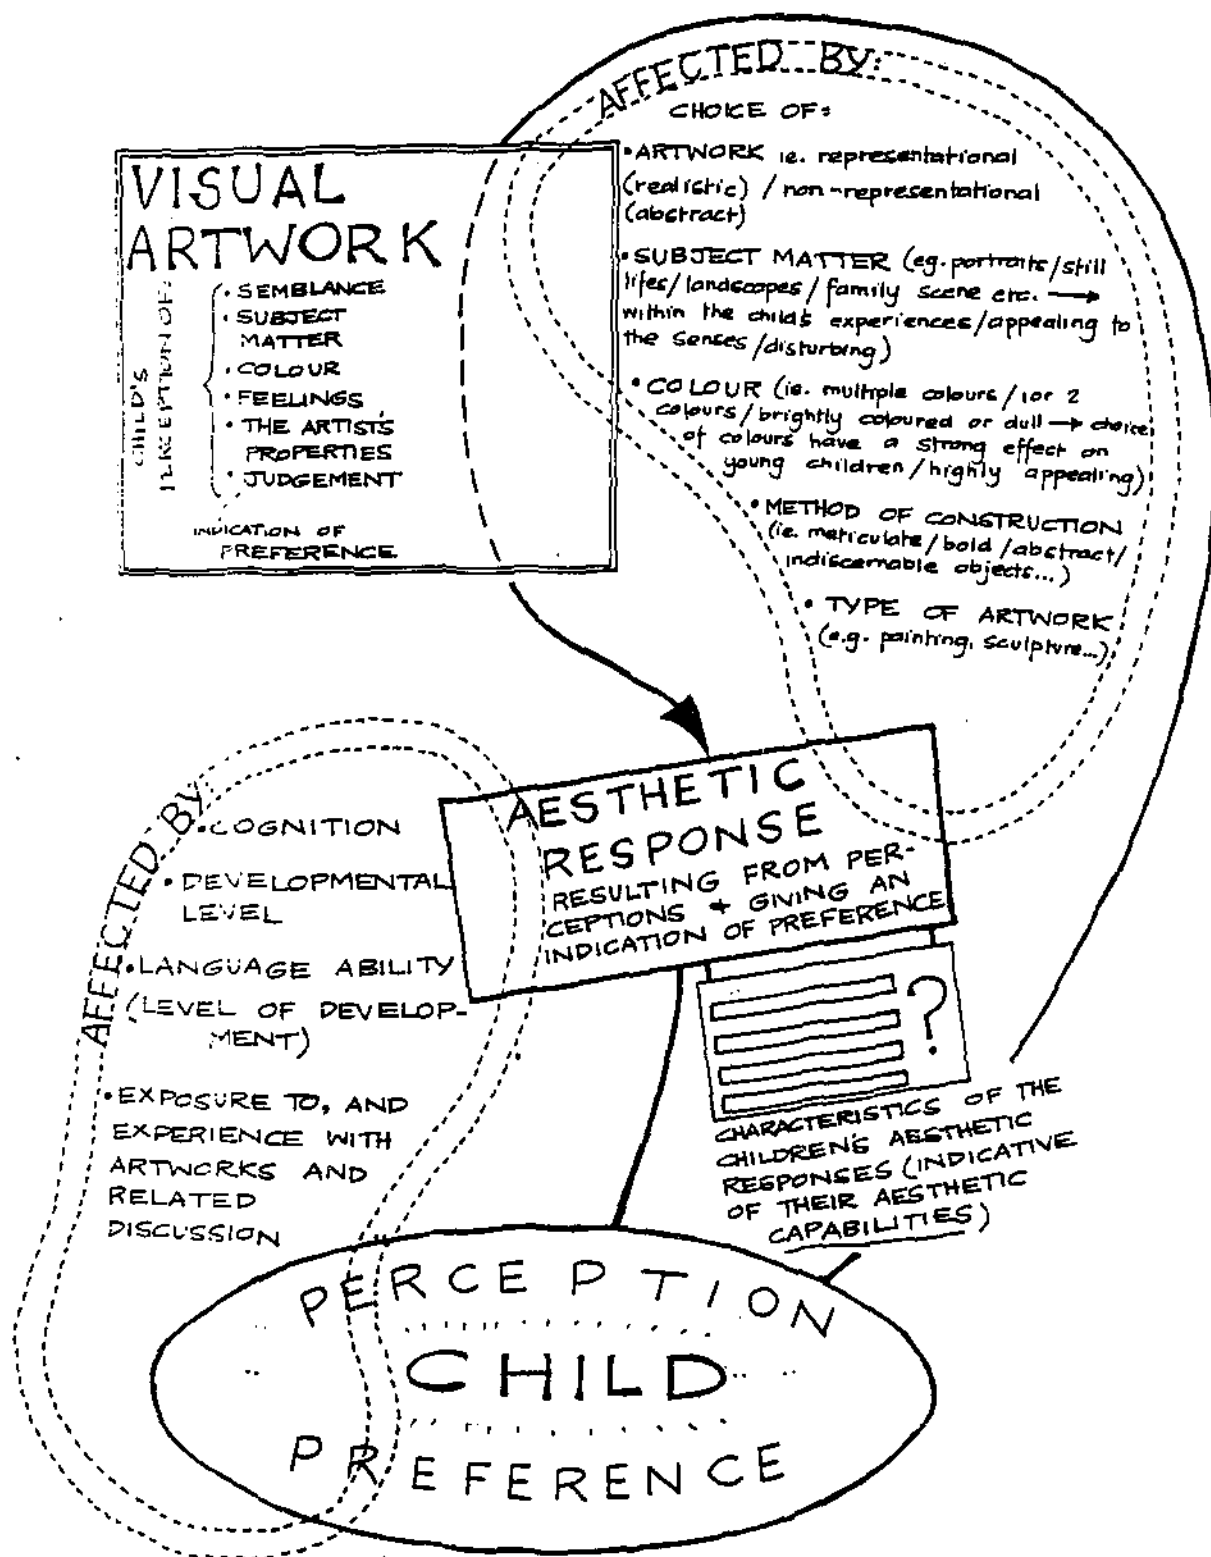 AFFECTED BY:
CHOICE OF:
• ARTWORK ie. representational
(realistic) / non-representational
(abstract)
• SUBJECT MATTER (eg. portraits/still
lifes/landscapes/family scene etc. →
within the child's experiences/appealing to
the senses/disturbing)
• COLOUR (ie. multiple colours/1or 2
colours/brightly coloured or dull → choice
of colours have a strong effect on
young children/highly appealing)
• METHOD OF CONSTRUCTION
(ie. meticulate/bold/abstract/
indiscernable objects...)
• TYPE OF ARTWORK
(e.g. painting, sculpture...)
VISUAL
ARTWORK
CHILD'S
PERCEPTION OF:
• SEMBLANCE
• SUBJECT
MATTER
• COLOUR
• FEELINGS
• THE ARTIST'S
PROPERTIES
• JUDGEMENT
INDICATION OF
PREFERENCE
AESTHETIC
RESPONSE
RESULTING FROM PER-
CEPTIONS + GIVING AN
INDICATION OF PREFERENCE
?
CHARACTERISTICS OF THE
CHILDREN'S AESTHETIC
RESPONSES (INDICATIVE
OF THEIR AESTHETIC
CAPABILITIES)
AFFECTED BY:
• COGNITION
• DEVELOPMENTAL
LEVEL
• LANGUAGE ABILITY
(LEVEL OF DEVELOP-
MENT)
• EXPOSURE TO, AND
EXPERIENCE WITH
ARTWORKS AND
RELATED
DISCUSSION
PERCEPTION
CHILD
PREFERENCE